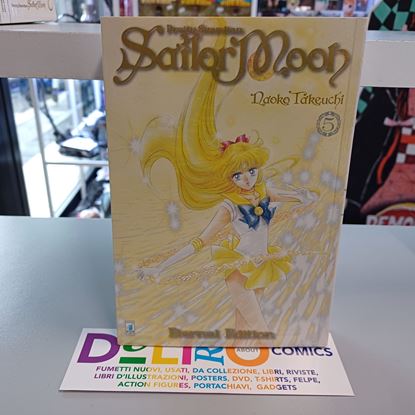 Pretty Guardian
Sailor Moon
Naoko Takeuchi
5
Eternal Edition
ABOUT
COMICS
FUMETTI NUOVI, USATI, DA COLLEZIONE, LIBRI, RIVISTE,
LIBRI D'ILLUSTRAZIONI, POSTERS, DVD, T-SHIRTS, FELPE,
ACTION FIGURES, PORTACHIAVI, GADGETS